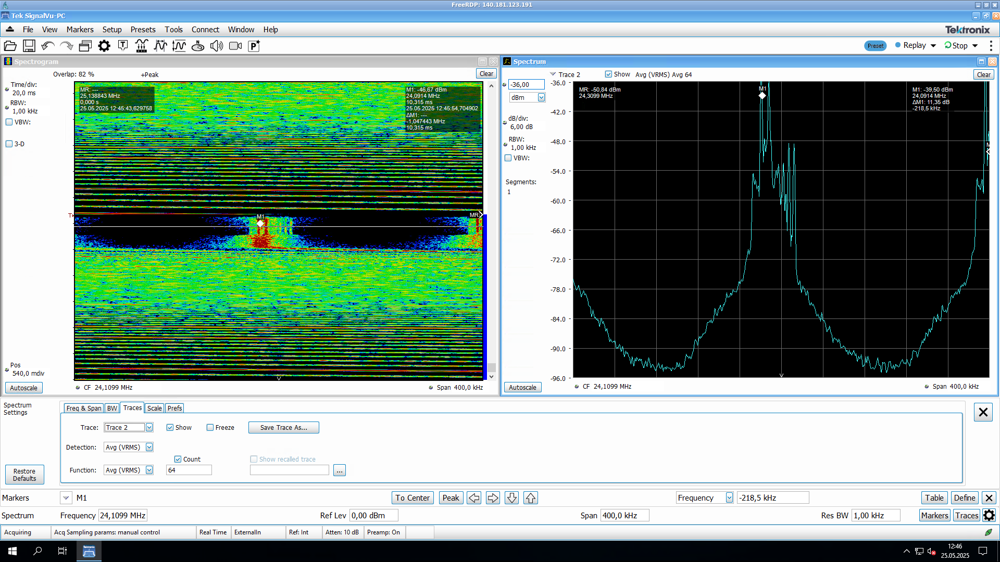 FreeRDP: 140.181.123.191
Tek SignalVu-PC
File View Markers Setup Presets Tools Connect Window Help
Tektronix
Preset Replay Stop
Spectrogram
Overlap: 82 % +Peak Clear
Time/div:
20,0 ms
RBW:
1,00 kHz
VBW:
3-D
MR: ---
25,138843 MHz
0,000 s
25.05.2025 12:45:43,629758
M1: -46,67 dBm
24,0914 MHz
10,315 ms
25.05.2025 12:45:54,704902
ΔM1: ---
-1,047443 MHz
10,315 ms
M1
MR
Pos
540,0 mdiv
Autoscale
CF 24,1099 MHz Span 400,0 kHz
Spectrum
Trace 2 Show Avg (VRMS) Avg 64 Clear
-36,00
dBm
dB/div:
6,00 dB
RBW:
1,00 kHz
VBW:
Segments:
1
-36.0
-42.0
-48.0
-54.0
-60.0
-66.0
-72.0
-78.0
-84.0
-90.0
-96.0
MR: -50,84 dBm
24,3099 MHz
M1
M1: -39,50 dBm
24,0914 MHz
ΔM1: 11,35 dB
-218,5 kHz
Autoscale
CF 24,1099 MHz Span 400,0 kHz
Spectrum
Settings
Freq & Span BW Traces Scale Prefs
Trace: Trace 2 Show Freeze Save Trace As...
Detection: Avg (VRMS)
Count Show recalled trace
Function: Avg (VRMS) 64 ...
Restore
Defaults
Markers M1 To Center Peak Frequency -218,5 kHz Table Define
Spectrum Frequency 24,1099 MHz Ref Lev 0,00 dBm Span 400,0 kHz Res BW 1,00 kHz Markers Traces
Acquiring Acq Sampling params: manual control Real Time ExternalIn Ref: Int Atten: 10 dB Preamp: On
Tektronix
12:46
25.05.2025